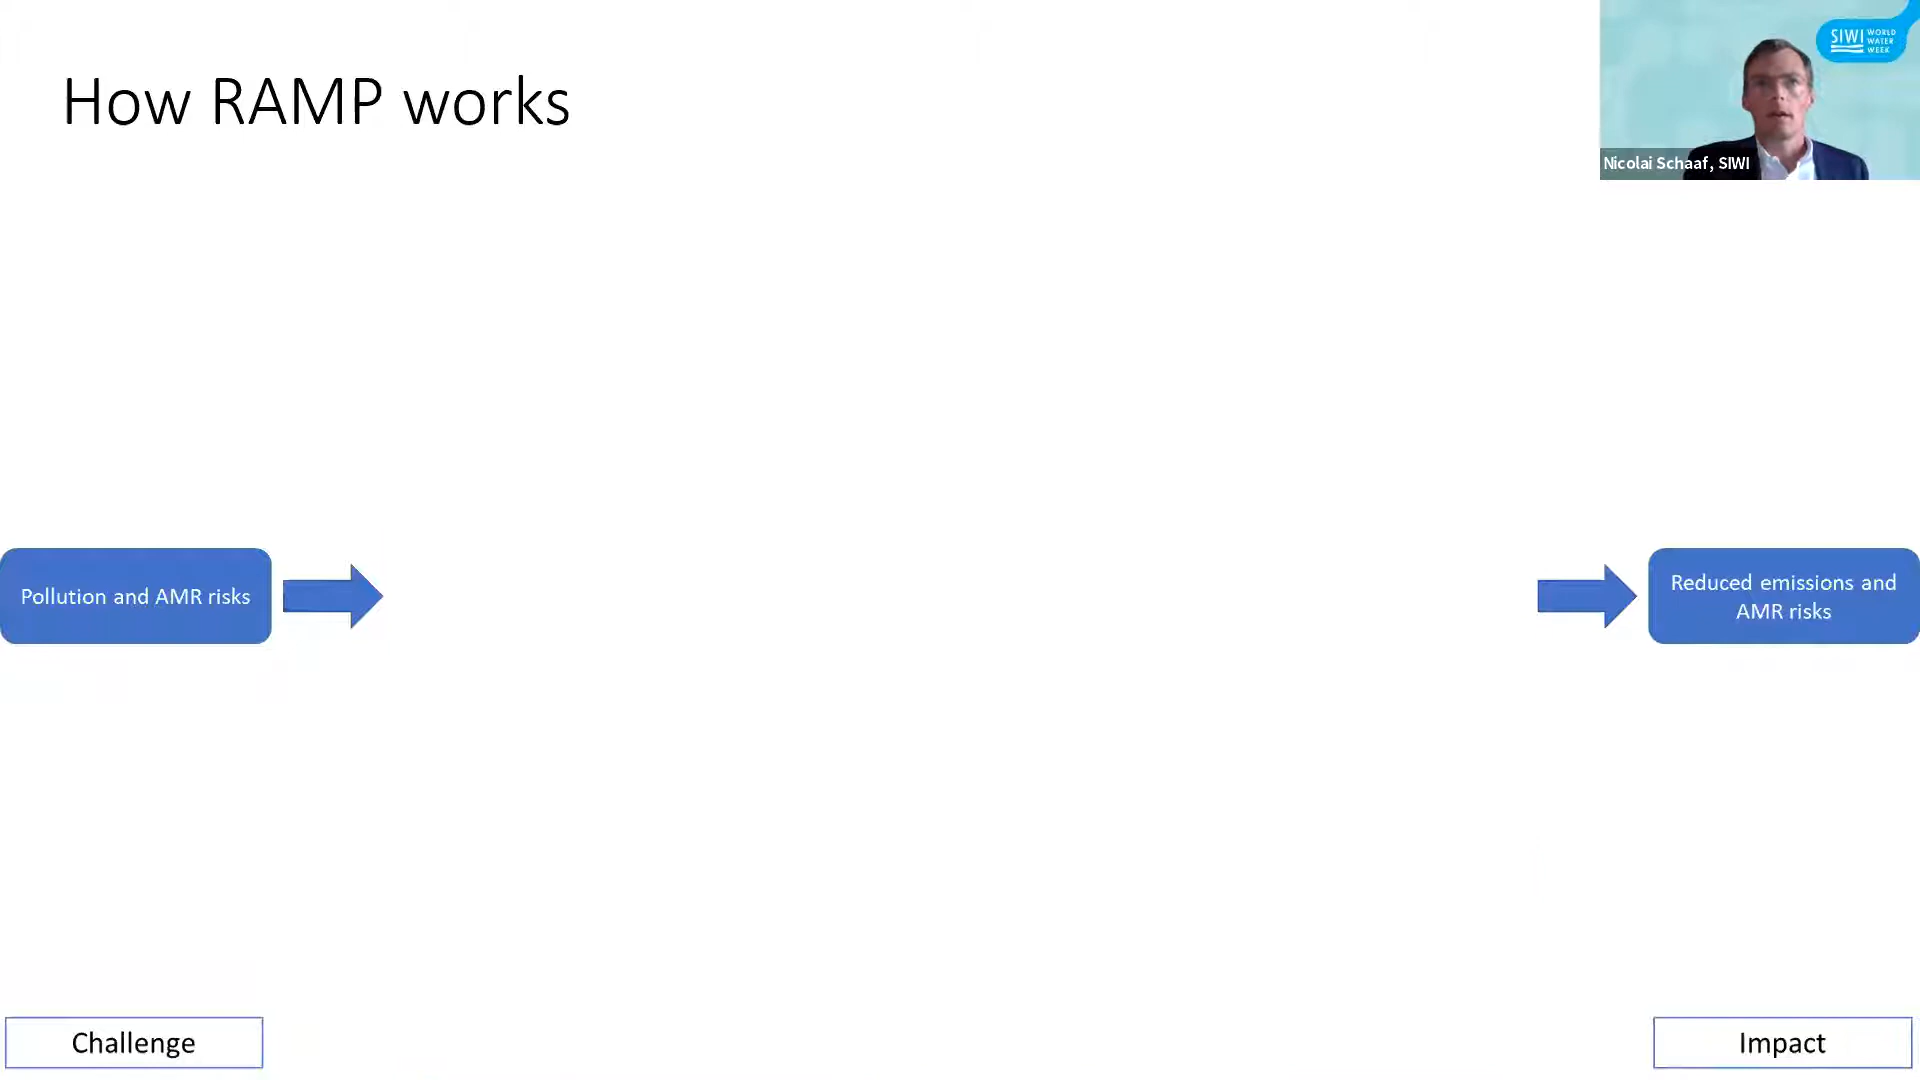 How RAMP works
SIWI WORLD
WATER
WEEK
Nicolai Schaaf, SIWI
Pollution and AMR risks
Reduced emissions and
AMR risks
Challenge
Impact